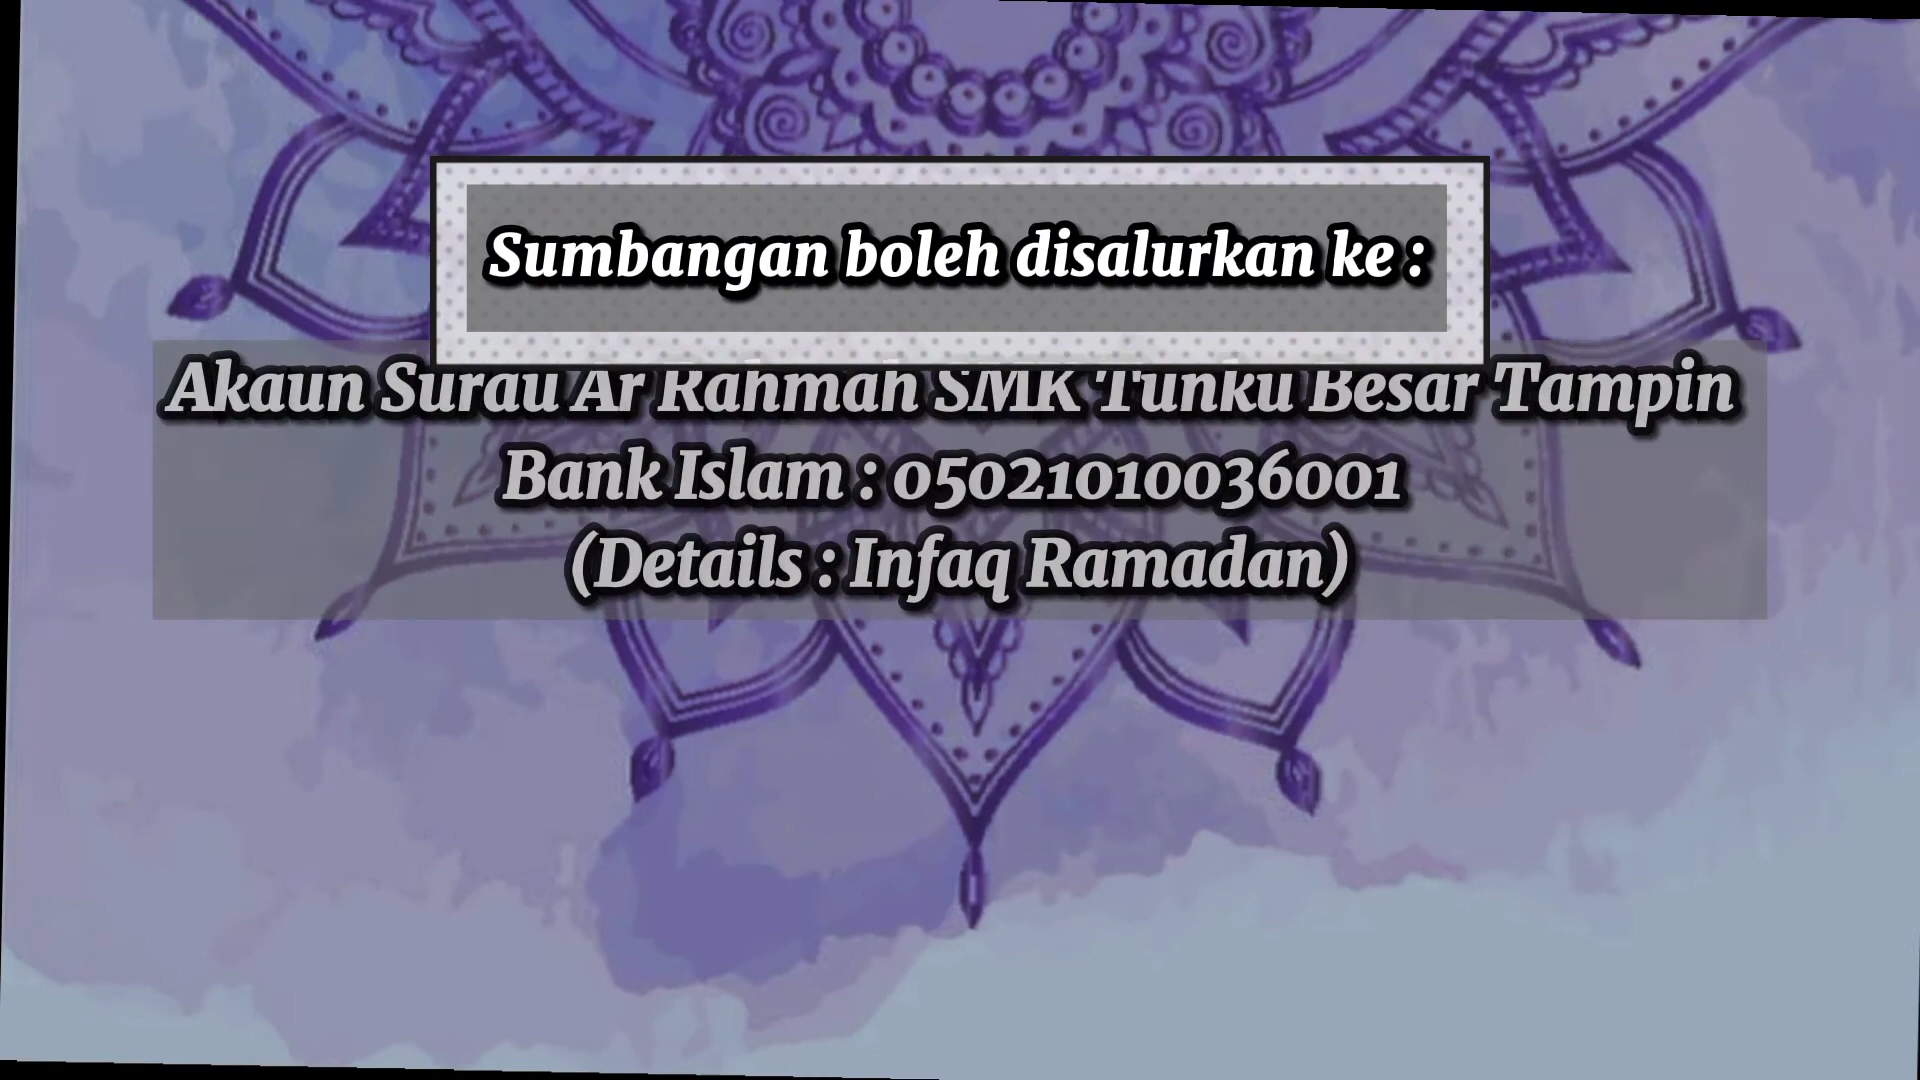 Sumbangan boleh disalurkan ke :
Akaun Surau Ar Rahmah SMK Tunku Besar Tampin
Bank Islam : 05021010036001
(Details : Infaq Ramadan)